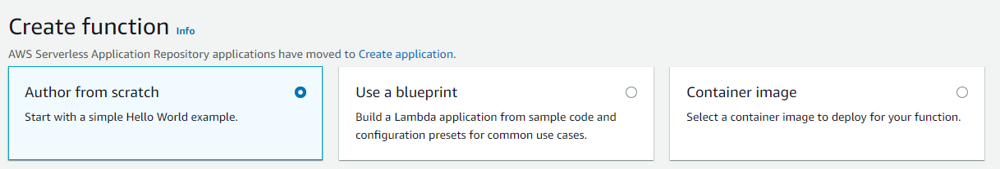 Create function Info
AWS Serverless Application Repository applications have moved to Create application.
Author from scratch
Start with a simple Hello World example.
Use a blueprint
Build a Lambda application from sample code and
configuration presets for common use cases.
Container image
Select a container image to deploy for your function.